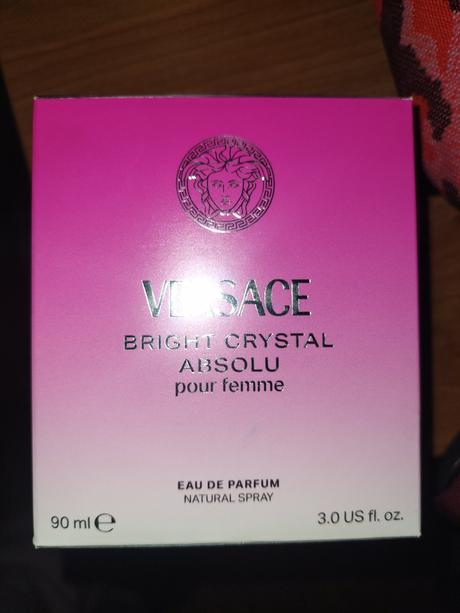 VERSACE
BRIGHT CRYSTAL
ABSOLU
pour femme
EAU DE PARFUM
NATURAL SPRAY
90 ml ℮ 3.0 US fl. oz.